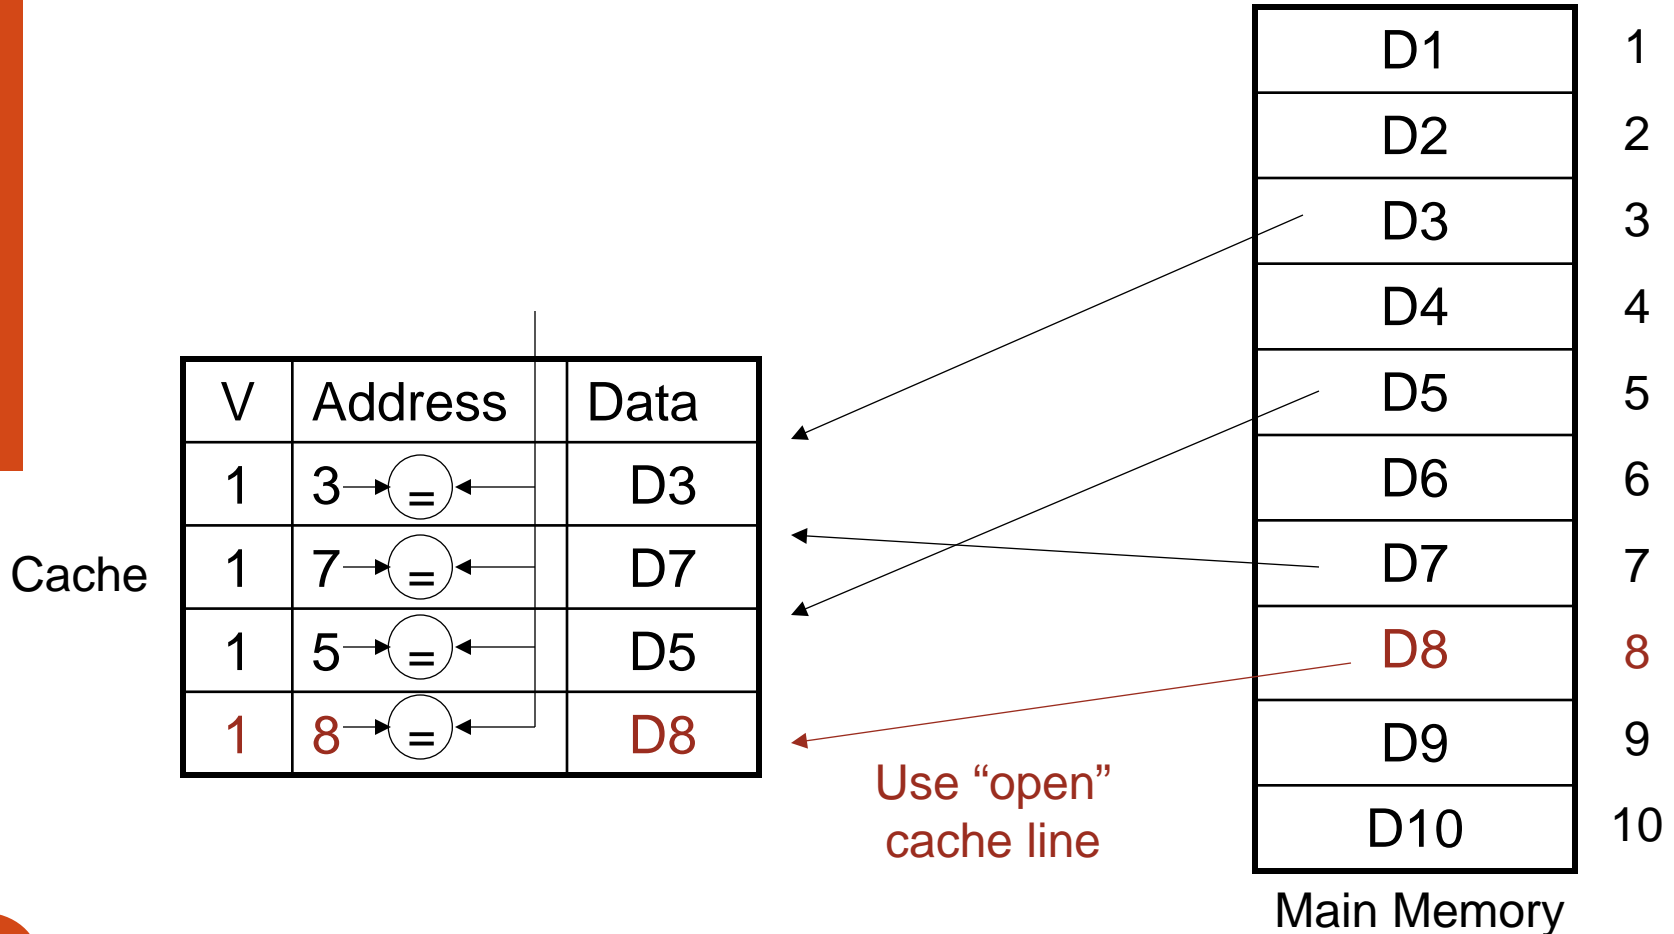 V Address Data
1 3 = D3
1 7 = D7
1 5 = D5
1 8 = D8
Cache
Use “open”
cache line
D1 1
D2 2
D3 3
D4 4
D5 5
D6 6
D7 7
D8 8
D9 9
D10 10
Main Memory